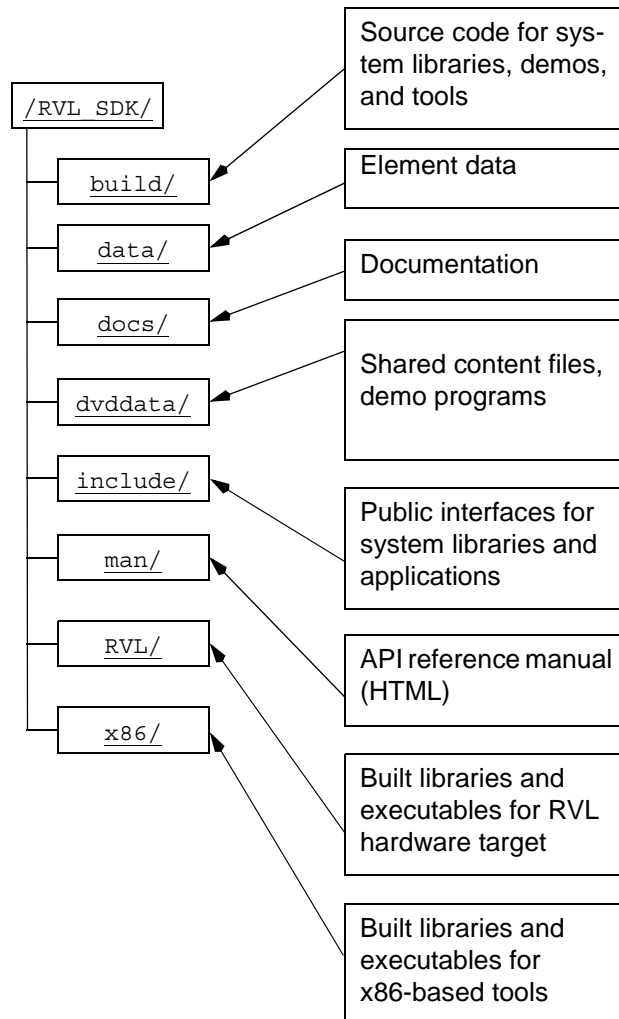 /RVL_SDK/
build/
Source code for sys-
tem libraries, demos,
and tools
data/
Element data
docs/
Documentation
dvddata/
Shared content files,
demo programs
include/
Public interfaces for
system libraries and
applications
man/
API reference manual
(HTML)
RVL/
Built libraries and
executables for RVL
hardware target
x86/
Built libraries and
executables for
x86-based tools